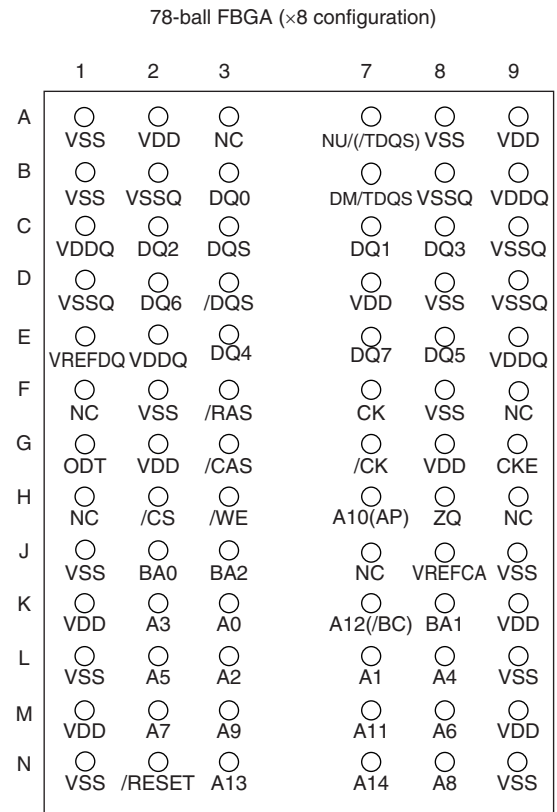 78-ball FBGA (×8 configuration)
1 2 3 7 8 9
A
VSS VDD NC NU/(/TDQS) VSS VDD
B
VSS VSSQ DQ0 DM/TDQS VSSQ VDDQ
C
VDDQ DQ2 DQS DQ1 DQ3 VSSQ
D
VSSQ DQ6 /DQS VDD VSS VSSQ
E
VREFDQ VDDQ DQ4 DQ7 DQ5 VDDQ
F
NC VSS /RAS CK VSS NC
G
ODT VDD /CAS /CK VDD CKE
H
NC /CS /WE A10(AP) ZQ NC
J
VSS BA0 BA2 NC VREFCA VSS
K
VDD A3 A0 A12(/BC) BA1 VDD
L
VSS A5 A2 A1 A4 VSS
M
VDD A7 A9 A11 A6 VDD
N
VSS /RESET A13 A14 A8 VSS